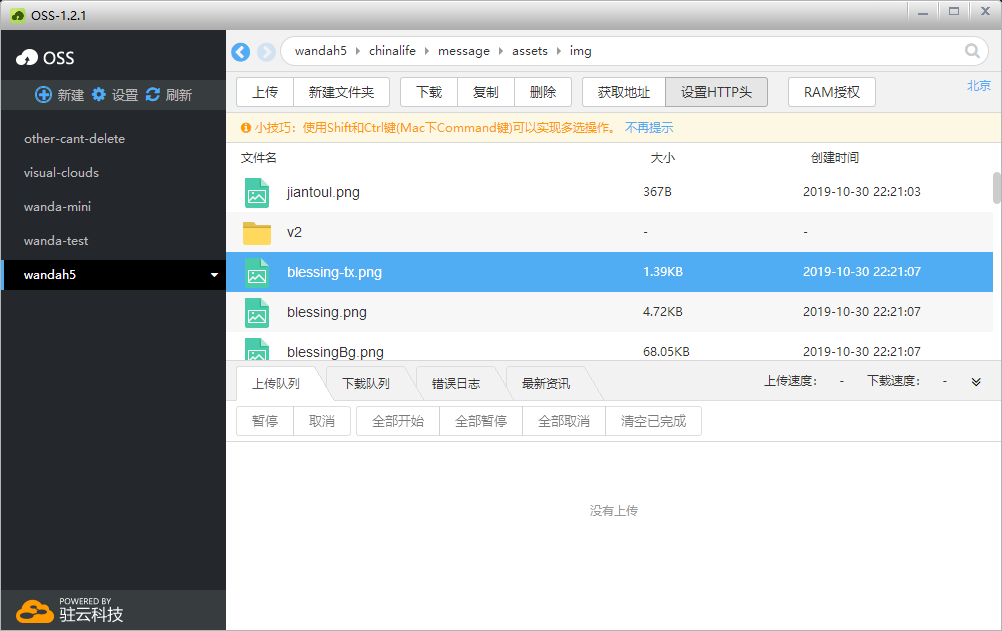 OSS-1.2.1
OSS
新建 设置 刷新
other-cant-delete
visual-clouds
wanda-mini
wanda-test
wandah5
POWERED BY
驻云科技
wandah5 chinalife message assets img
上传 新建文件夹 下载 复制 删除 获取地址 设置HTTP头 RAM授权 北京
小技巧：使用Shift和Ctrl键(Mac下Command键)可以实现多选操作。 不再提示
文件名 大小 创建时间
jiantoul.png 367B 2019-10-30 22:21:03
v2 - -
blessing-tx.png 1.39KB 2019-10-30 22:21:07
blessing.png 4.72KB 2019-10-30 22:21:07
blessingBg.png 68.05KB 2019-10-30 22:21:07
上传队列 下载队列 错误日志 最新资讯 上传速度： - 下载速度： -
暂停 取消 全部开始 全部暂停 全部取消 清空已完成
没有上传